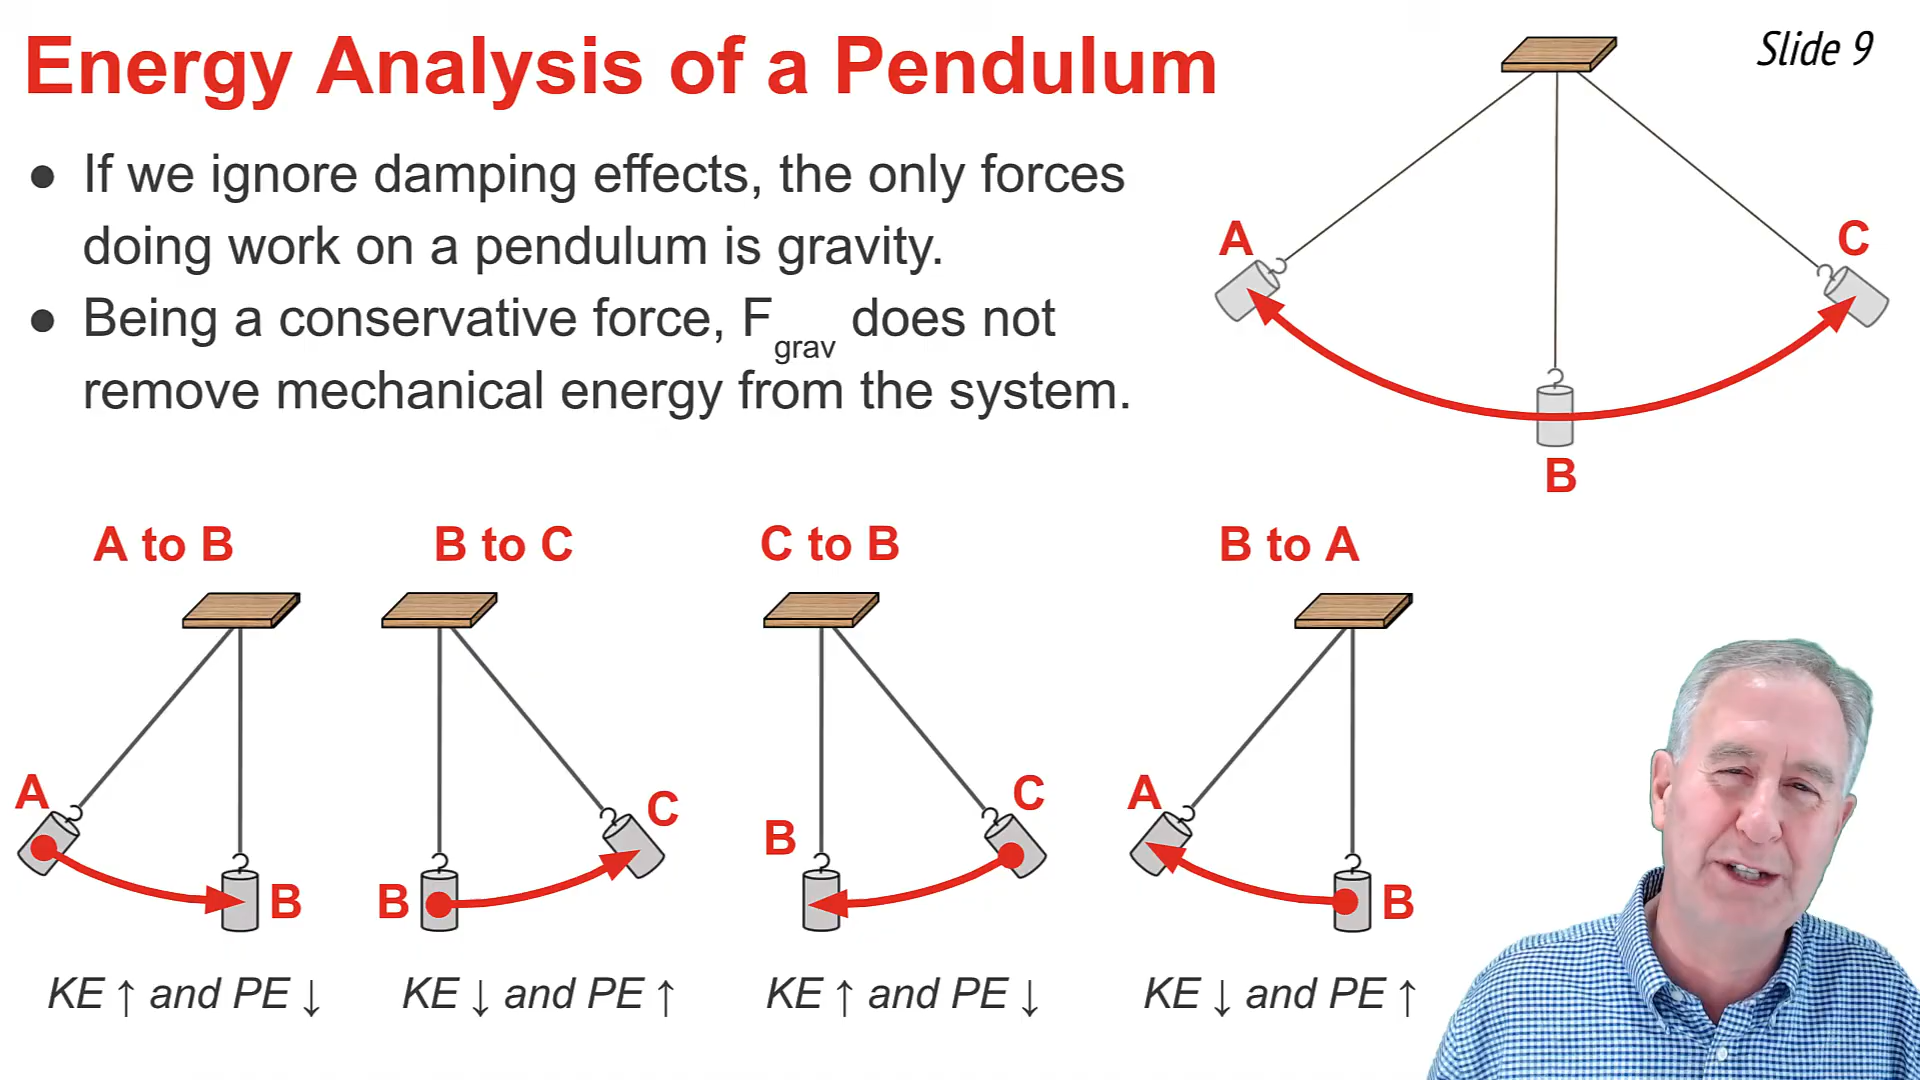 Energy Analysis of a Pendulum
Slide 9
● If we ignore damping effects, the only forces
doing work on a pendulum is gravity.
● Being a conservative force, Fgrav does not
remove mechanical energy from the system.
A
C
B
A to B
B to C
C to B
B to A
A
B
B
C
B
C
A
B
KE ↑ and PE ↓
KE ↓ and PE ↑
KE ↑ and PE ↓
KE ↓ and PE ↑